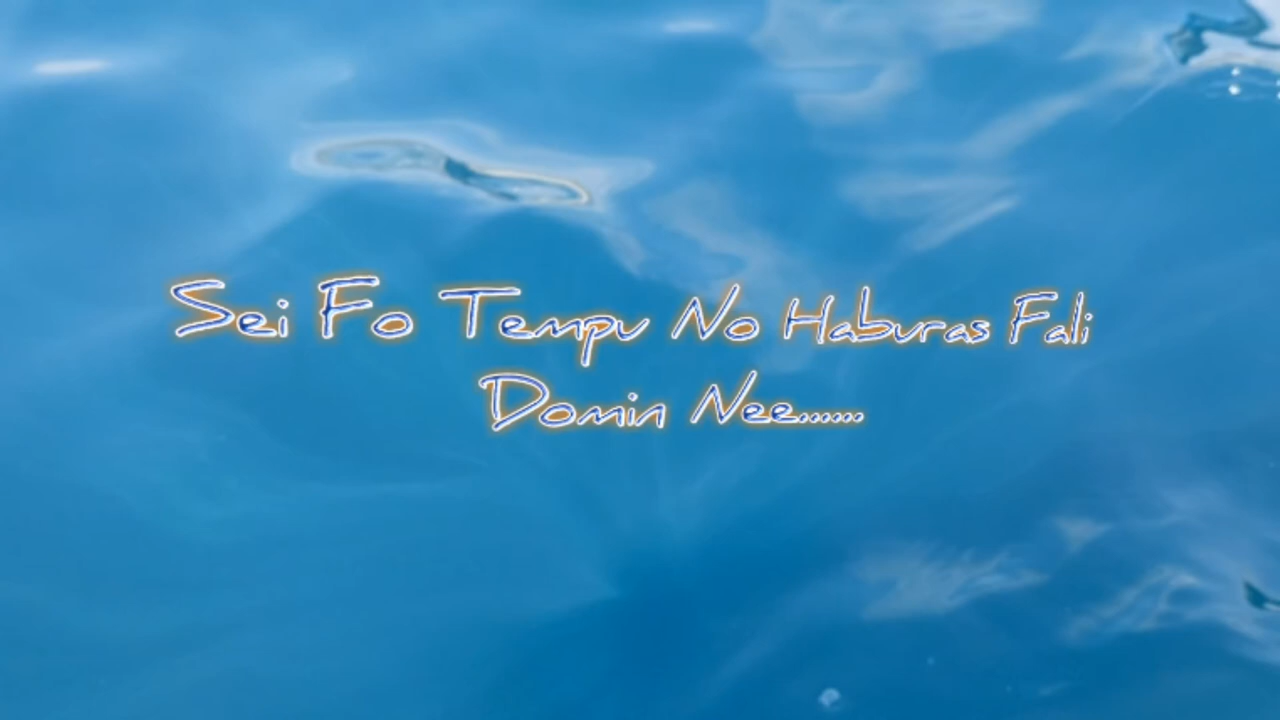 Sei Fo Tempu No Haburas Fali
Domin Nee......